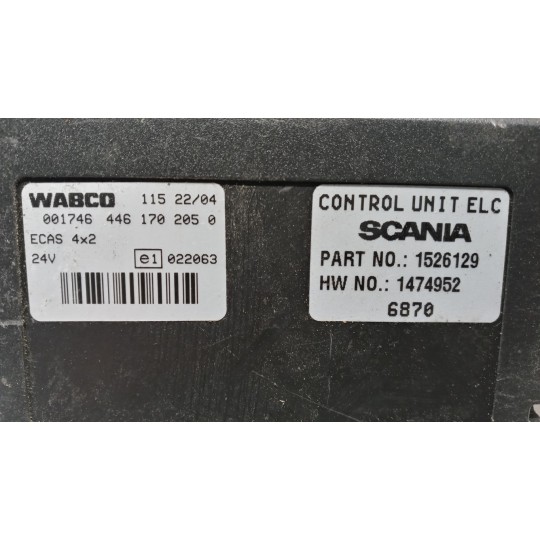 WABCO 115 22/04
001746 446 170 205 0
ECAS 4x2
24V e1 022063
CONTROL UNIT ELC
SCANIA
PART NO.: 1526129
HW NO.: 1474952
6870